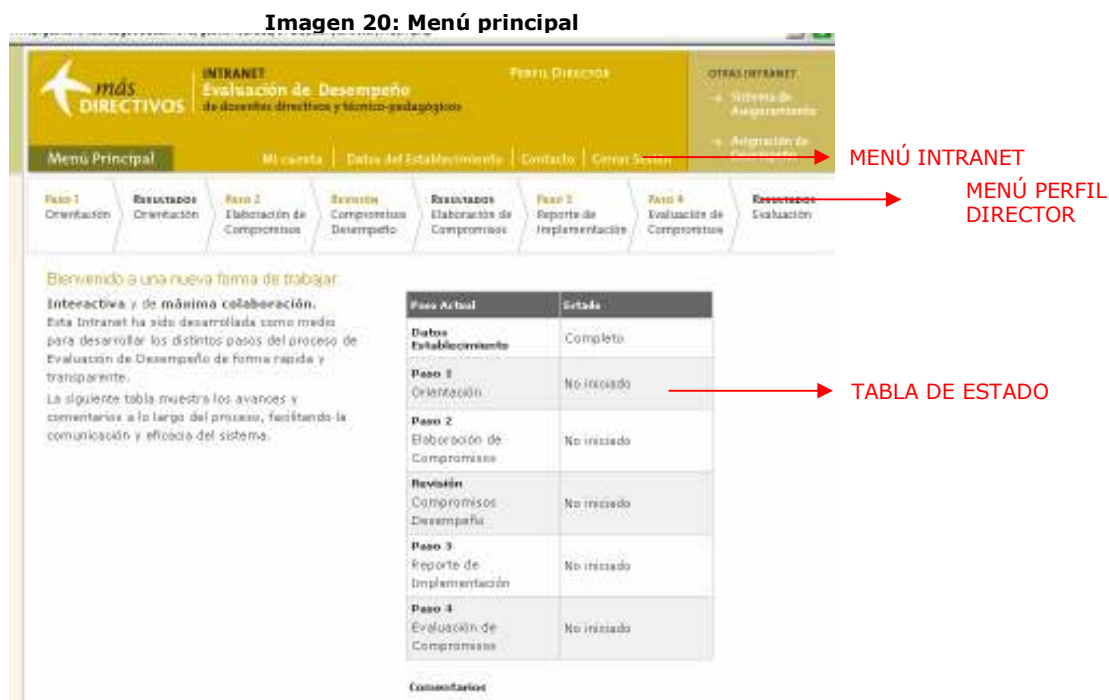 Imagen 20: Menú principal
más
DIRECTIVOS
INTRANET
Evaluación de Desempeño
de docentes directivos y técnico-pedagógicos
PERFIL DIRECTOR
OTRAS INTRANET
→ Sistema de
Aseguramiento
→ Asignación de
Desempeño
Menú Principal
Mi cuenta | Datos del Establecimiento | Contacto | Cerrar Sesión
MENÚ INTRANET
PASO 1
Orientación
RESULTADOS
Orientación
PASO 2
Elaboración de
Compromisos
REVISIÓN
Compromisos
Desempeño
RESULTADOS
Elaboración de
Compromisos
PASO 3
Reporte de
Implementación
PASO 4
Evaluación de
Compromisos
RESULTADOS
Evaluación
MENÚ PERFIL
DIRECTOR
Bienvenido a una nueva forma de trabajar:
Interactiva y de máxima colaboración.
Esta Intranet ha sido desarrollada como medio
para desarrollar los distintos pasos del proceso de
Evaluación de Desempeño de forma rápida y
transparente.
La siguiente tabla muestra los avances y
comentarios a lo largo del proceso, facilitando la
comunicación y eficacia del sistema.
Paso Actual Estado
Datos
Establecimiento
Completo
Paso 1
Orientación
No iniciado
TABLA DE ESTADO
Paso 2
Elaboración de
Compromisos
No iniciado
Revisión
Compromisos
Desempeño
No iniciado
Paso 3
Reporte de
Implementación
No iniciado
Paso 4
Evaluación de
Compromisos
No iniciado
Comentarios